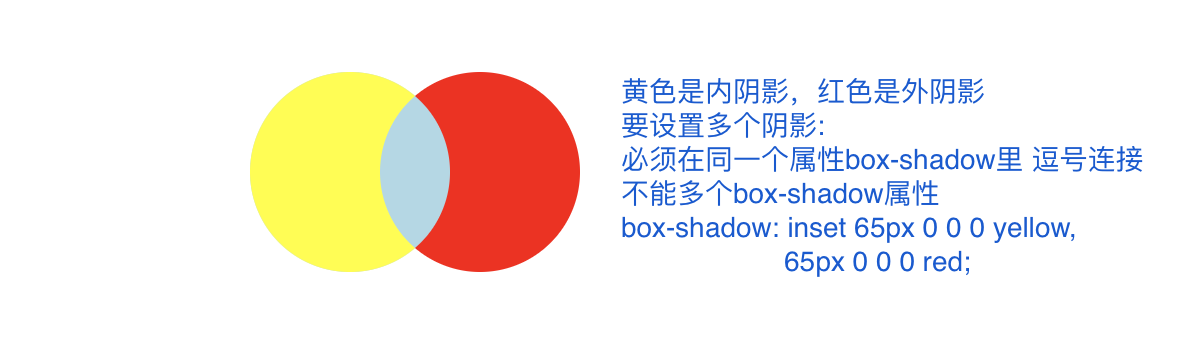 黄色是内阴影，红色是外阴影
要设置多个阴影:
必须在同一个属性box-shadow里 逗号连接
不能多个box-shadow属性
box-shadow: inset 65px 0 0 0 yellow,
65px 0 0 0 red;